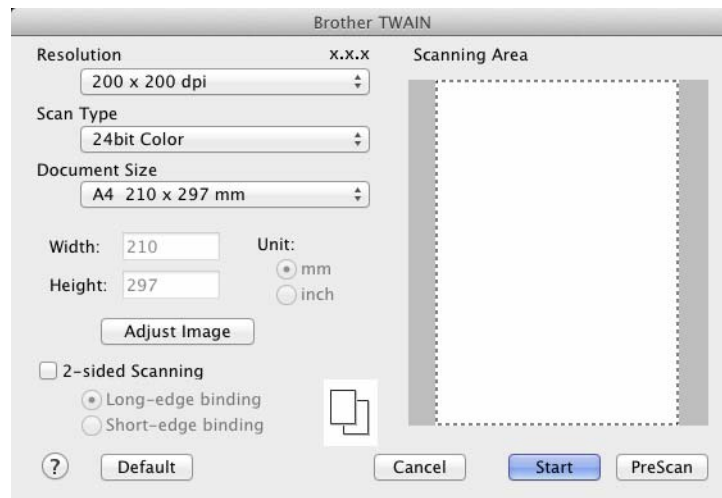 Brother TWAIN
Resolution x.x.x
200 x 200 dpi
Scan Type
24bit Color
Document Size
A4 210 x 297 mm
Width: 210
Height: 297
Unit:
mm
inch
Adjust Image
2-sided Scanning
Long-edge binding
Short-edge binding
Scanning Area
? Default Cancel Start PreScan